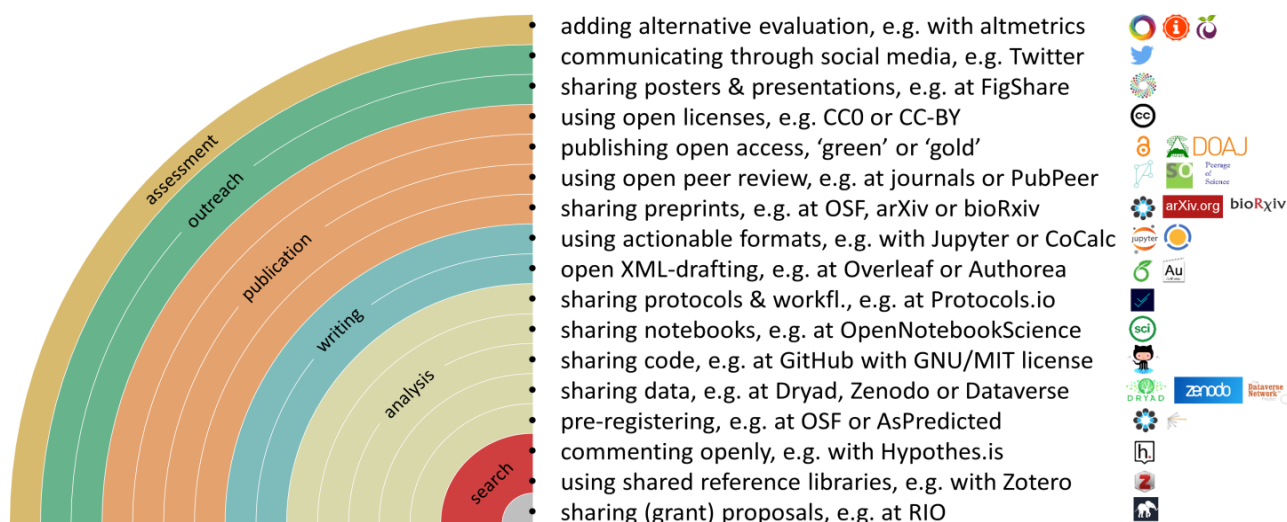 adding alternative evaluation, e.g. with altmetrics
communicating through social media, e.g. Twitter
sharing posters & presentations, e.g. at FigShare
using open licenses, e.g. CC0 or CC-BY
cc
publishing open access, ‘green’ or ‘gold’
DOAJ
using open peer review, e.g. at journals or PubPeer
SO
Peerage
of
Science
sharing preprints, e.g. at OSF, arXiv or bioRxiv
arXiv.org
bioRχiv
using actionable formats, e.g. with Jupyter or CoCalc
jupyter
open XML-drafting, e.g. at Overleaf or Authorea
Au
sharing protocols & workfl., e.g. at Protocols.io
sharing notebooks, e.g. at OpenNotebookScience
sci
sharing code, e.g. at GitHub with GNU/MIT license
sharing data, e.g. at Dryad, Zenodo or Dataverse
DRYAD
zenodo
Dataverse
Network
pre-registering, e.g. at OSF or AsPredicted
commenting openly, e.g. with Hypothes.is
h.
using shared reference libraries, e.g. with Zotero
Z
sharing (grant) proposals, e.g. at RIO
assessment
outreach
publication
writing
analysis
search